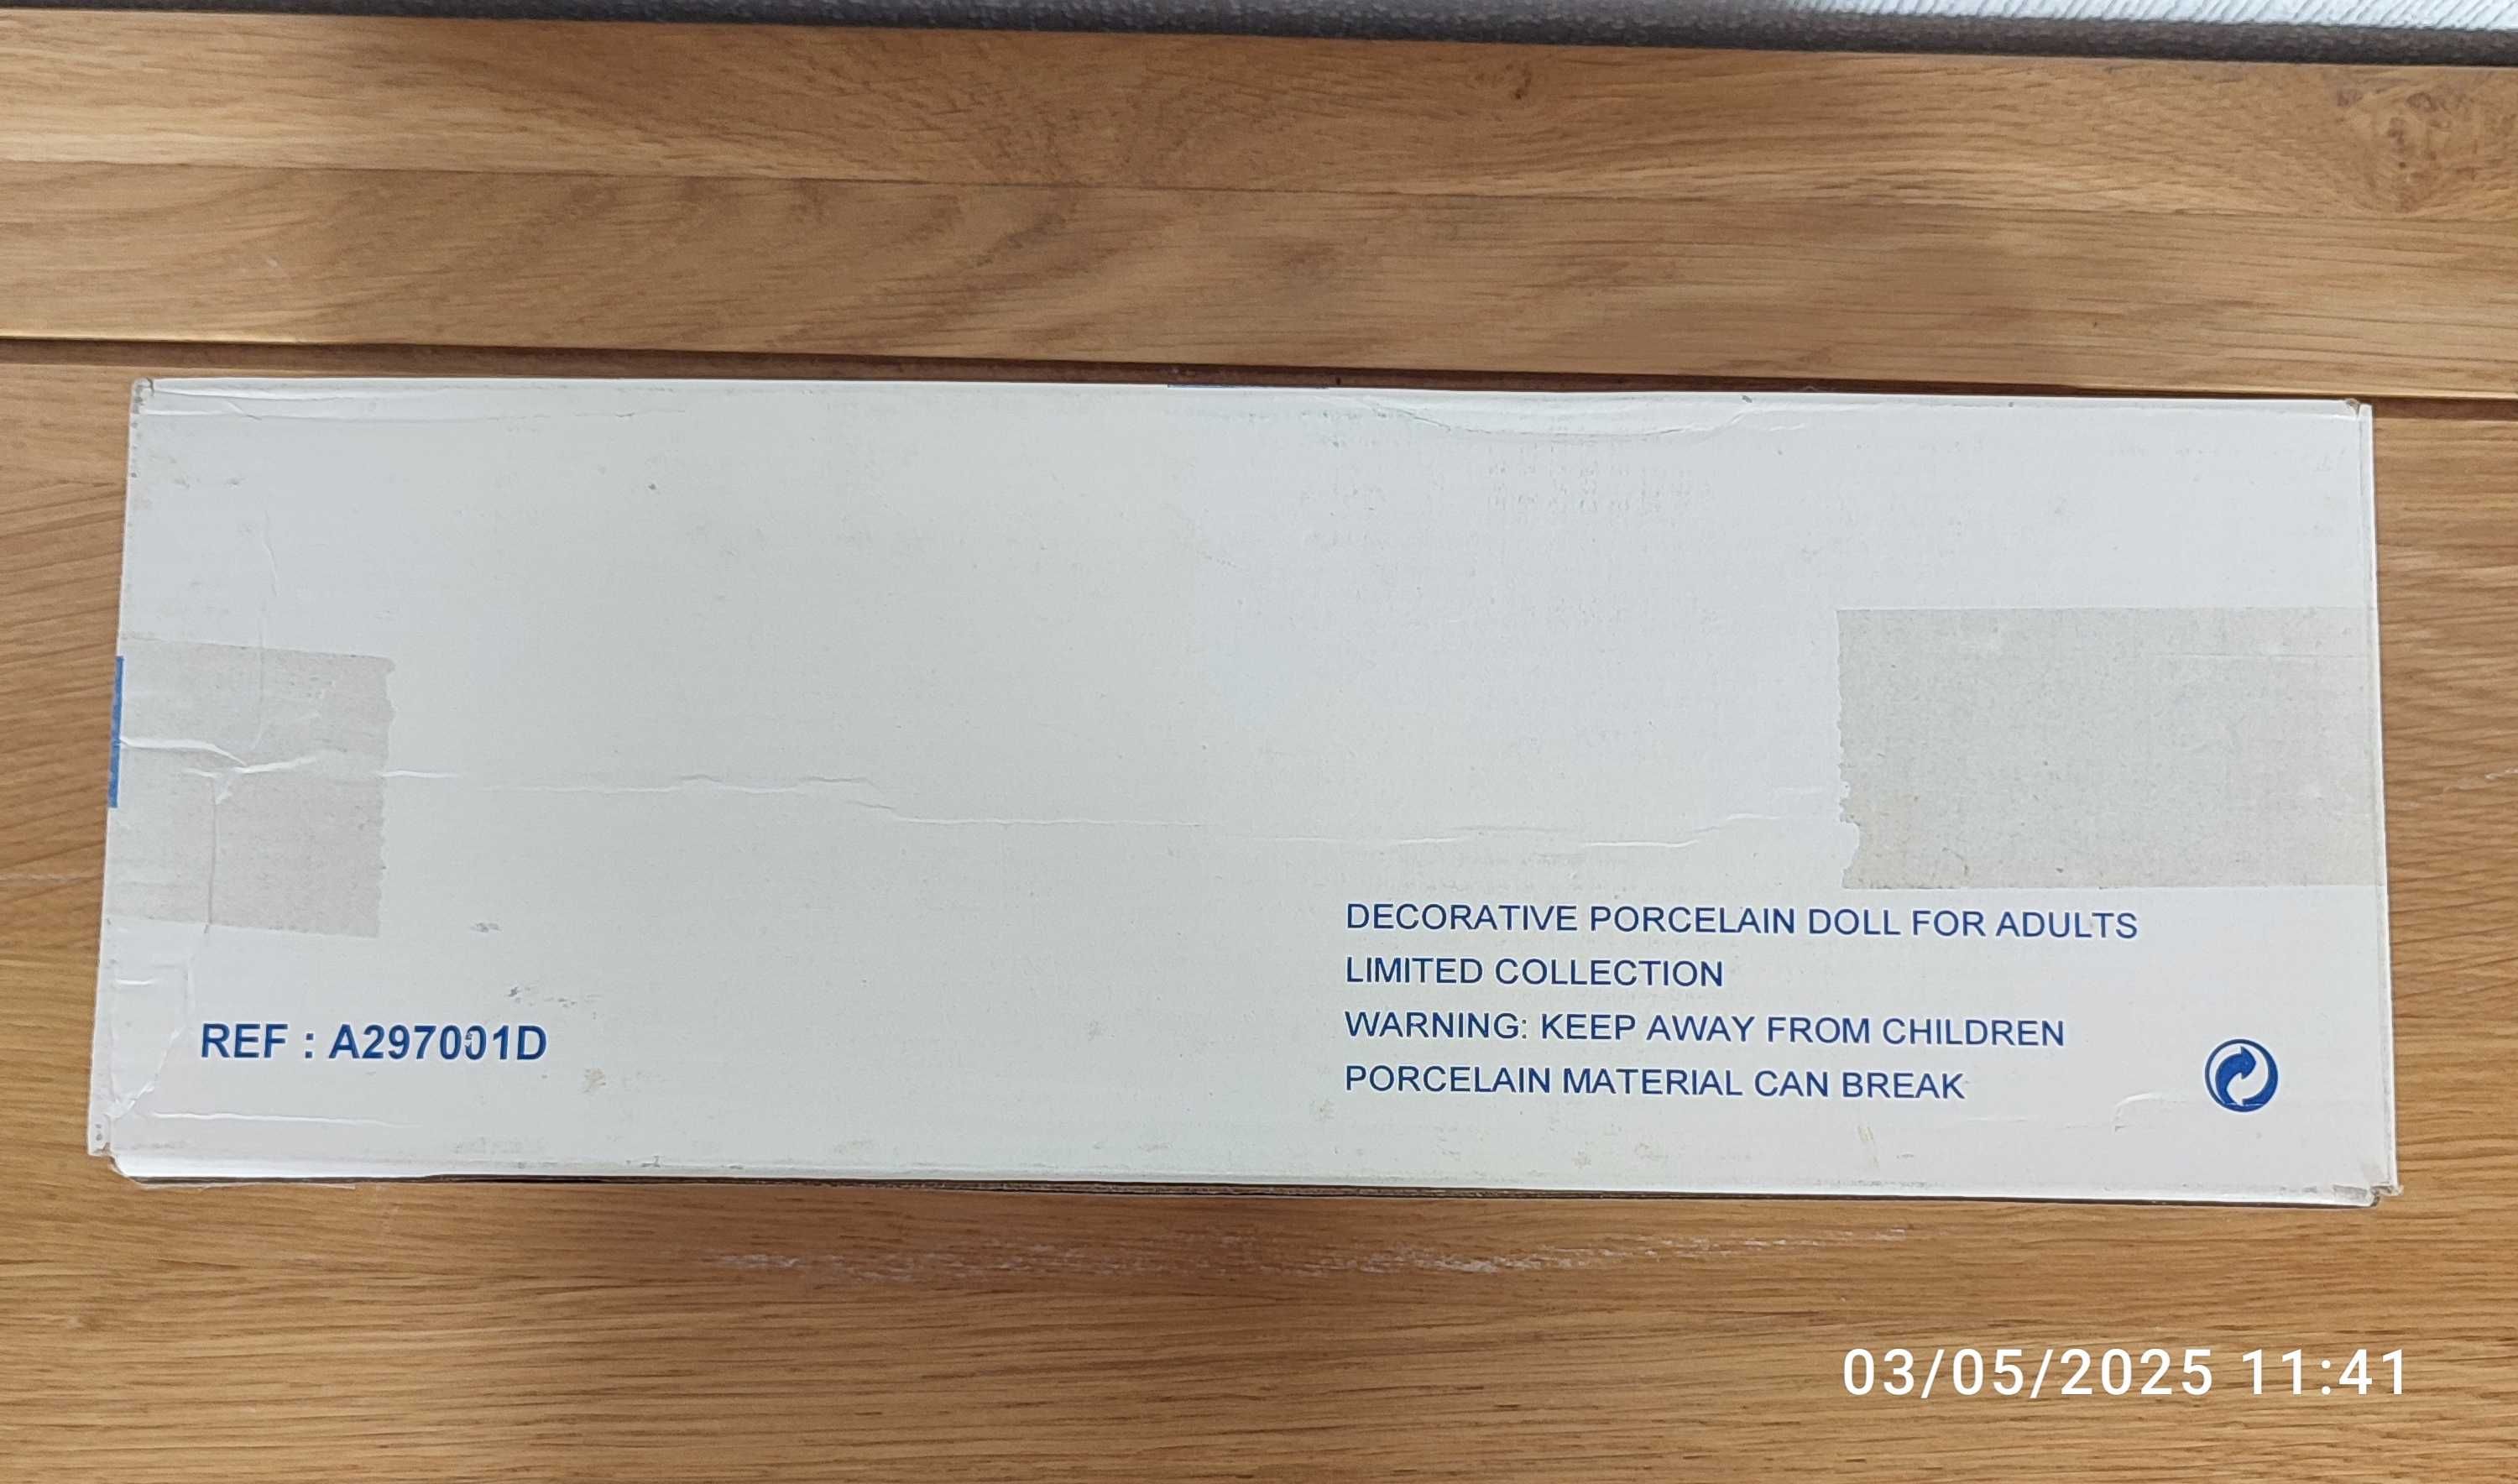 DECORATIVE PORCELAIN DOLL FOR ADULTS
LIMITED COLLECTION
WARNING: KEEP AWAY FROM CHILDREN
PORCELAIN MATERIAL CAN BREAK
REF : A297001D
03/05/2025 11:41